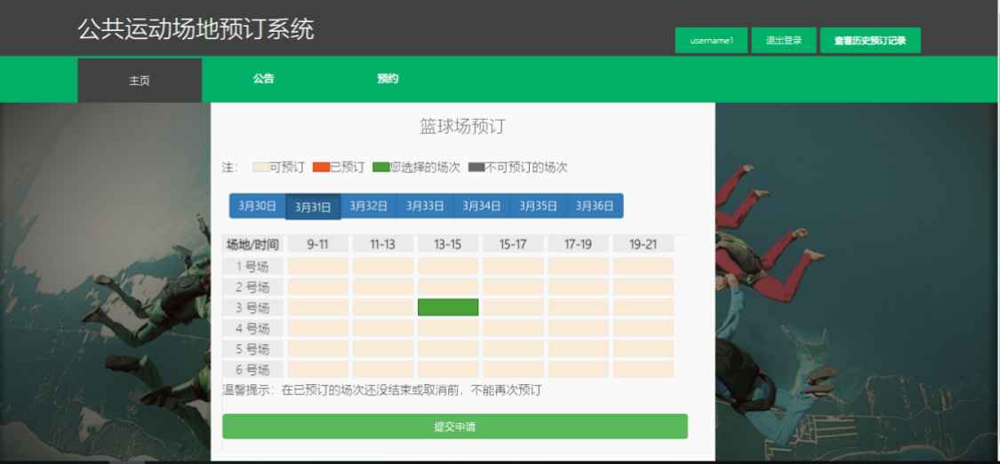 公共运动场地预订系统
username1 退出登录 查看历史预订记录
主页 公告 预约
篮球场预订
注： 可预订 已预订 您选择的场次 不可预订的场次
3月30日 3月31日 3月32日 3月33日 3月34日 3月35日 3月36日
场地/时间 9-11 11-13 13-15 15-17 17-19 19-21
1 号场
2 号场
3 号场
4 号场
5 号场
6 号场
温馨提示：在已预订的场次还没结束或取消前，不能再次预订
提交申请